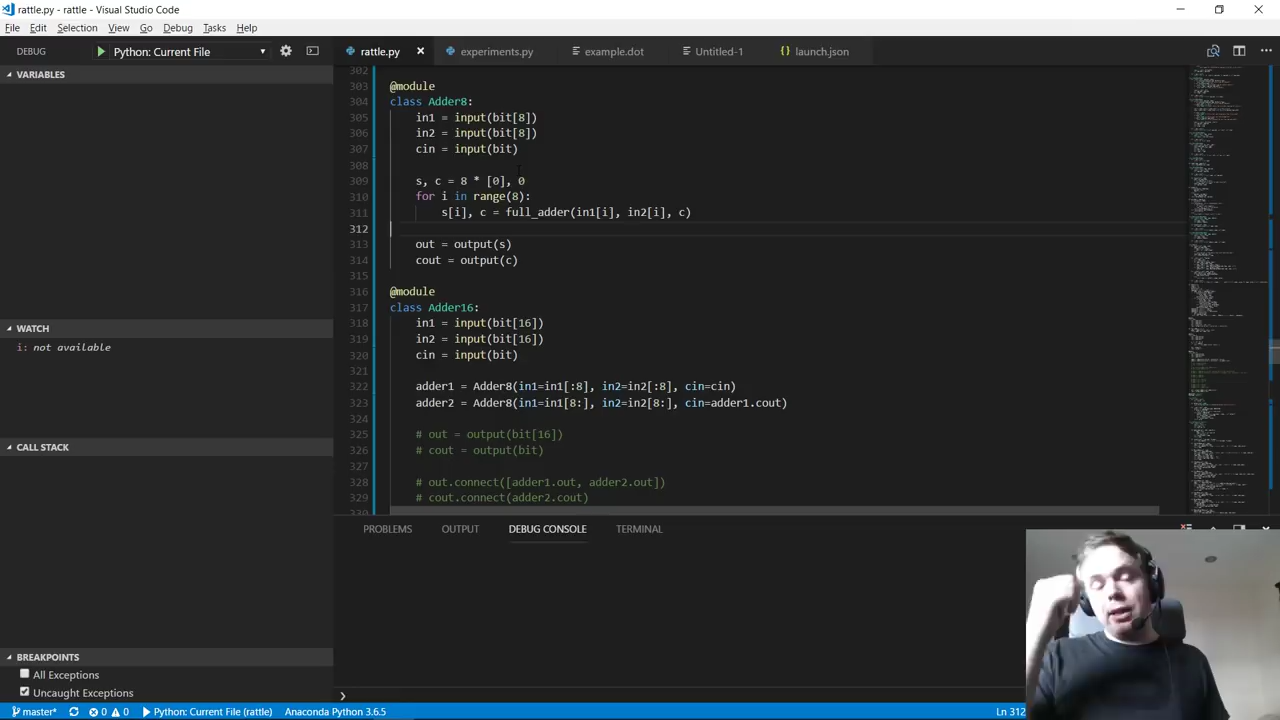 rattle.py - rattle - Visual Studio Code
File Edit Selection View Go Debug Tasks Help
DEBUG Python: Current File
rattle.py experiments.py example.dot Untitled-1 {} launch.json
VARIABLES
WATCH
i: not available
CALL STACK
BREAKPOINTS
All Exceptions
Uncaught Exceptions
302
303 @module
304 class Adder8:
305 in1 = input(bit[8])
306 in2 = input(bit[8])
307 cin = input(bit)
308
309 s, c = 8 * [0], 0
310 for i in range(8):
311 s[i], c = full_adder(in1[i], in2[i], c)
312
313 out = output(s)
314 cout = output(c)
315
316 @module
317 class Adder16:
318 in1 = input(bit[16])
319 in2 = input(bit[16])
320 cin = input(bit)
321
322 adder1 = Adder8(in1=in1[:8], in2=in2[:8], cin=cin)
323 adder2 = Adder8(in1=in1[8:], in2=in2[8:], cin=adder1.cout)
324
325 # out = output(bit[16])
326 # cout = output(bit)
327
328 # out.connect([adder1.out, adder2.out])
329 # cout.connect(adder2.cout)
330
PROBLEMS OUTPUT DEBUG CONSOLE TERMINAL
master* 0 0 Python: Current File (rattle) Anaconda Python 3.6.5 Ln 312